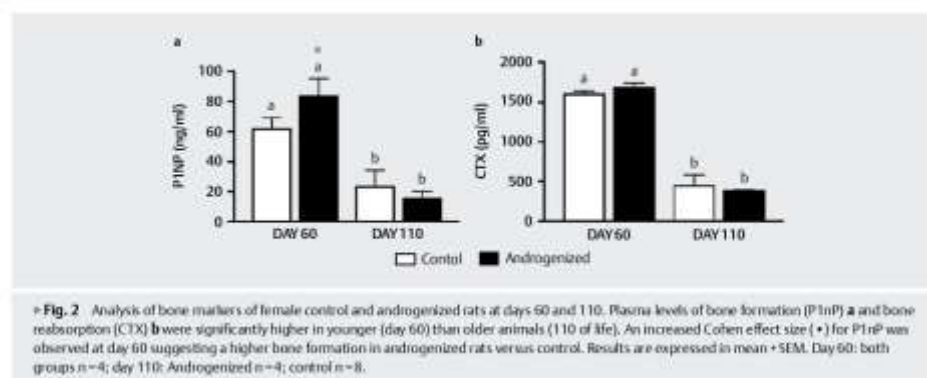 a
b
*
100
80
60
40
20
0
P1NP (ng/ml)
a
a
b
b
DAY 60
DAY 110
2000
1500
1000
500
0
CTX (pg/ml)
a
a
b
b
DAY 60
DAY 110
Contol
Androgenized
▸ Fig. 2 Analysis of bone markers of female control and androgenized rats at days 60 and 110. Plasma levels of bone formation (P1nP) a and bone
reabsorption (CTX) b were significantly higher in younger (day 60) than older animals (110 of life). An increased Cohen effect size (•) for P1nP was
observed at day 60 suggesting a higher bone formation in androgenized rats versus control. Results are expressed in mean + SEM. Day 60: both
groups n = 4; day 110: Androgenized n = 4; control n = 8.